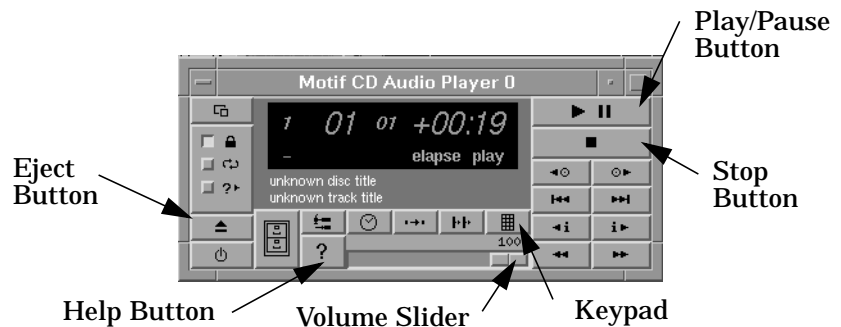 Play/Pause
Button
Motif CD Audio Player 0
1 01 01 +00:19
elapse play
unknown disc title
unknown track title
?
i i
100
?
Eject
Button
Stop
Button
Help Button
Volume Slider
Keypad